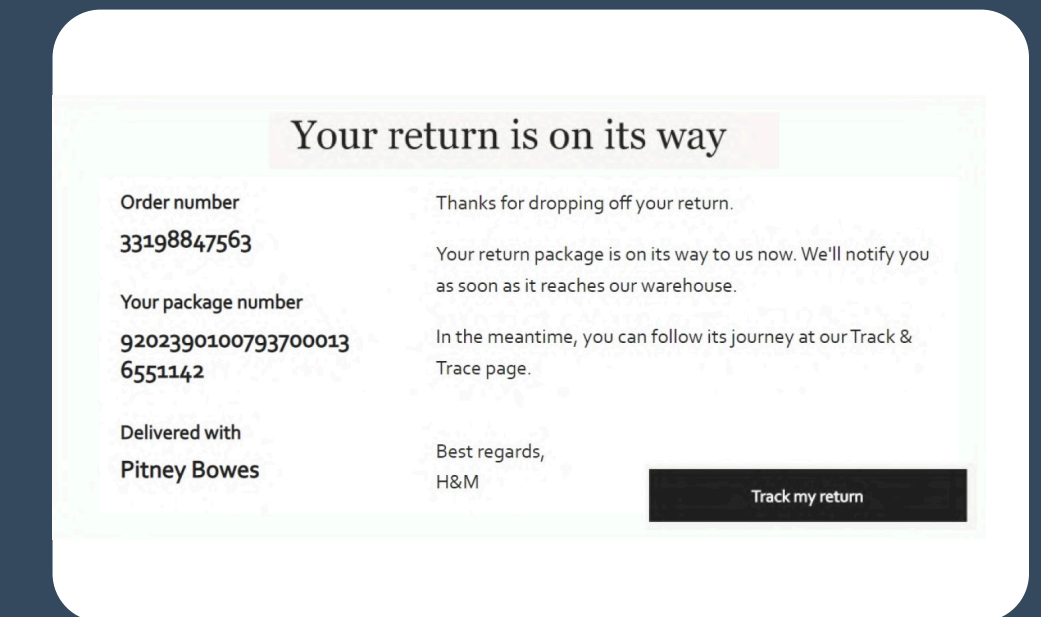 Your return is on its way
Order number
33198847563
Your package number
9202390100793700013
6551142
Delivered with
Pitney Bowes
Thanks for dropping off your return.
Your return package is on its way to us now. We'll notify you
as soon as it reaches our warehouse.
In the meantime, you can follow its journey at our Track &
Trace page.
Best regards,
H&M
Track my return